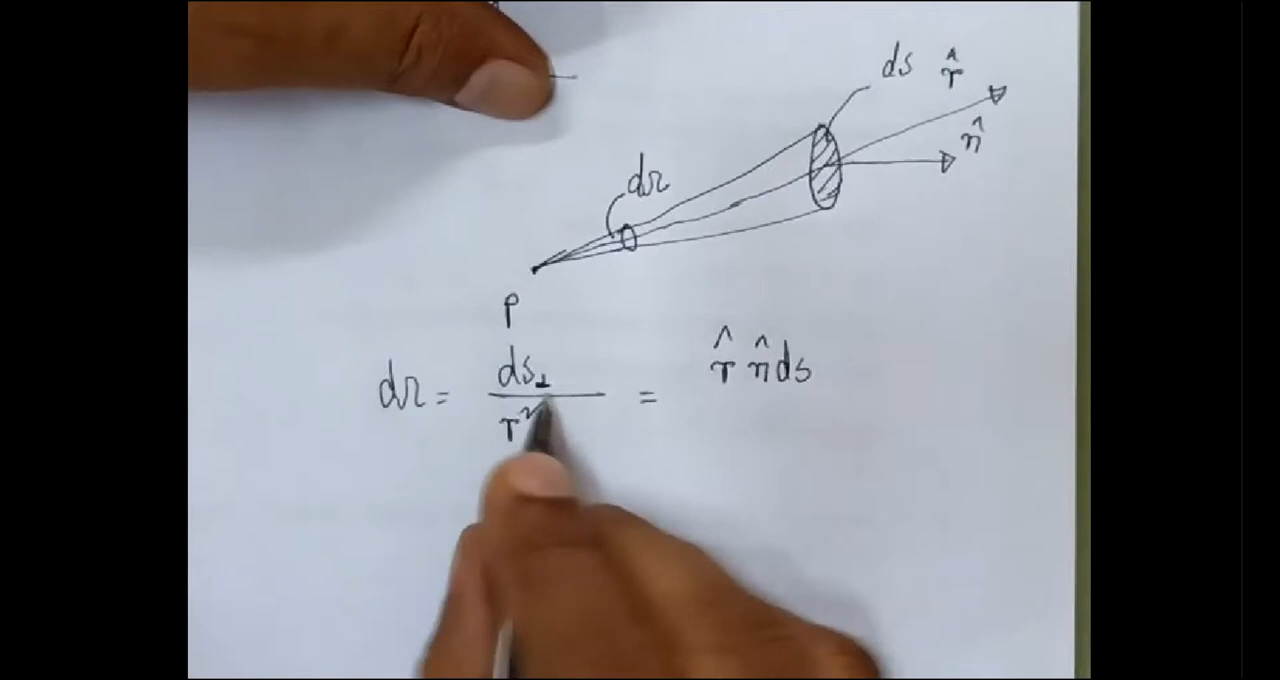 ds r̂
n̂
dΩ
P
dΩ = ds⊥ / r² = r̂ n̂ ds